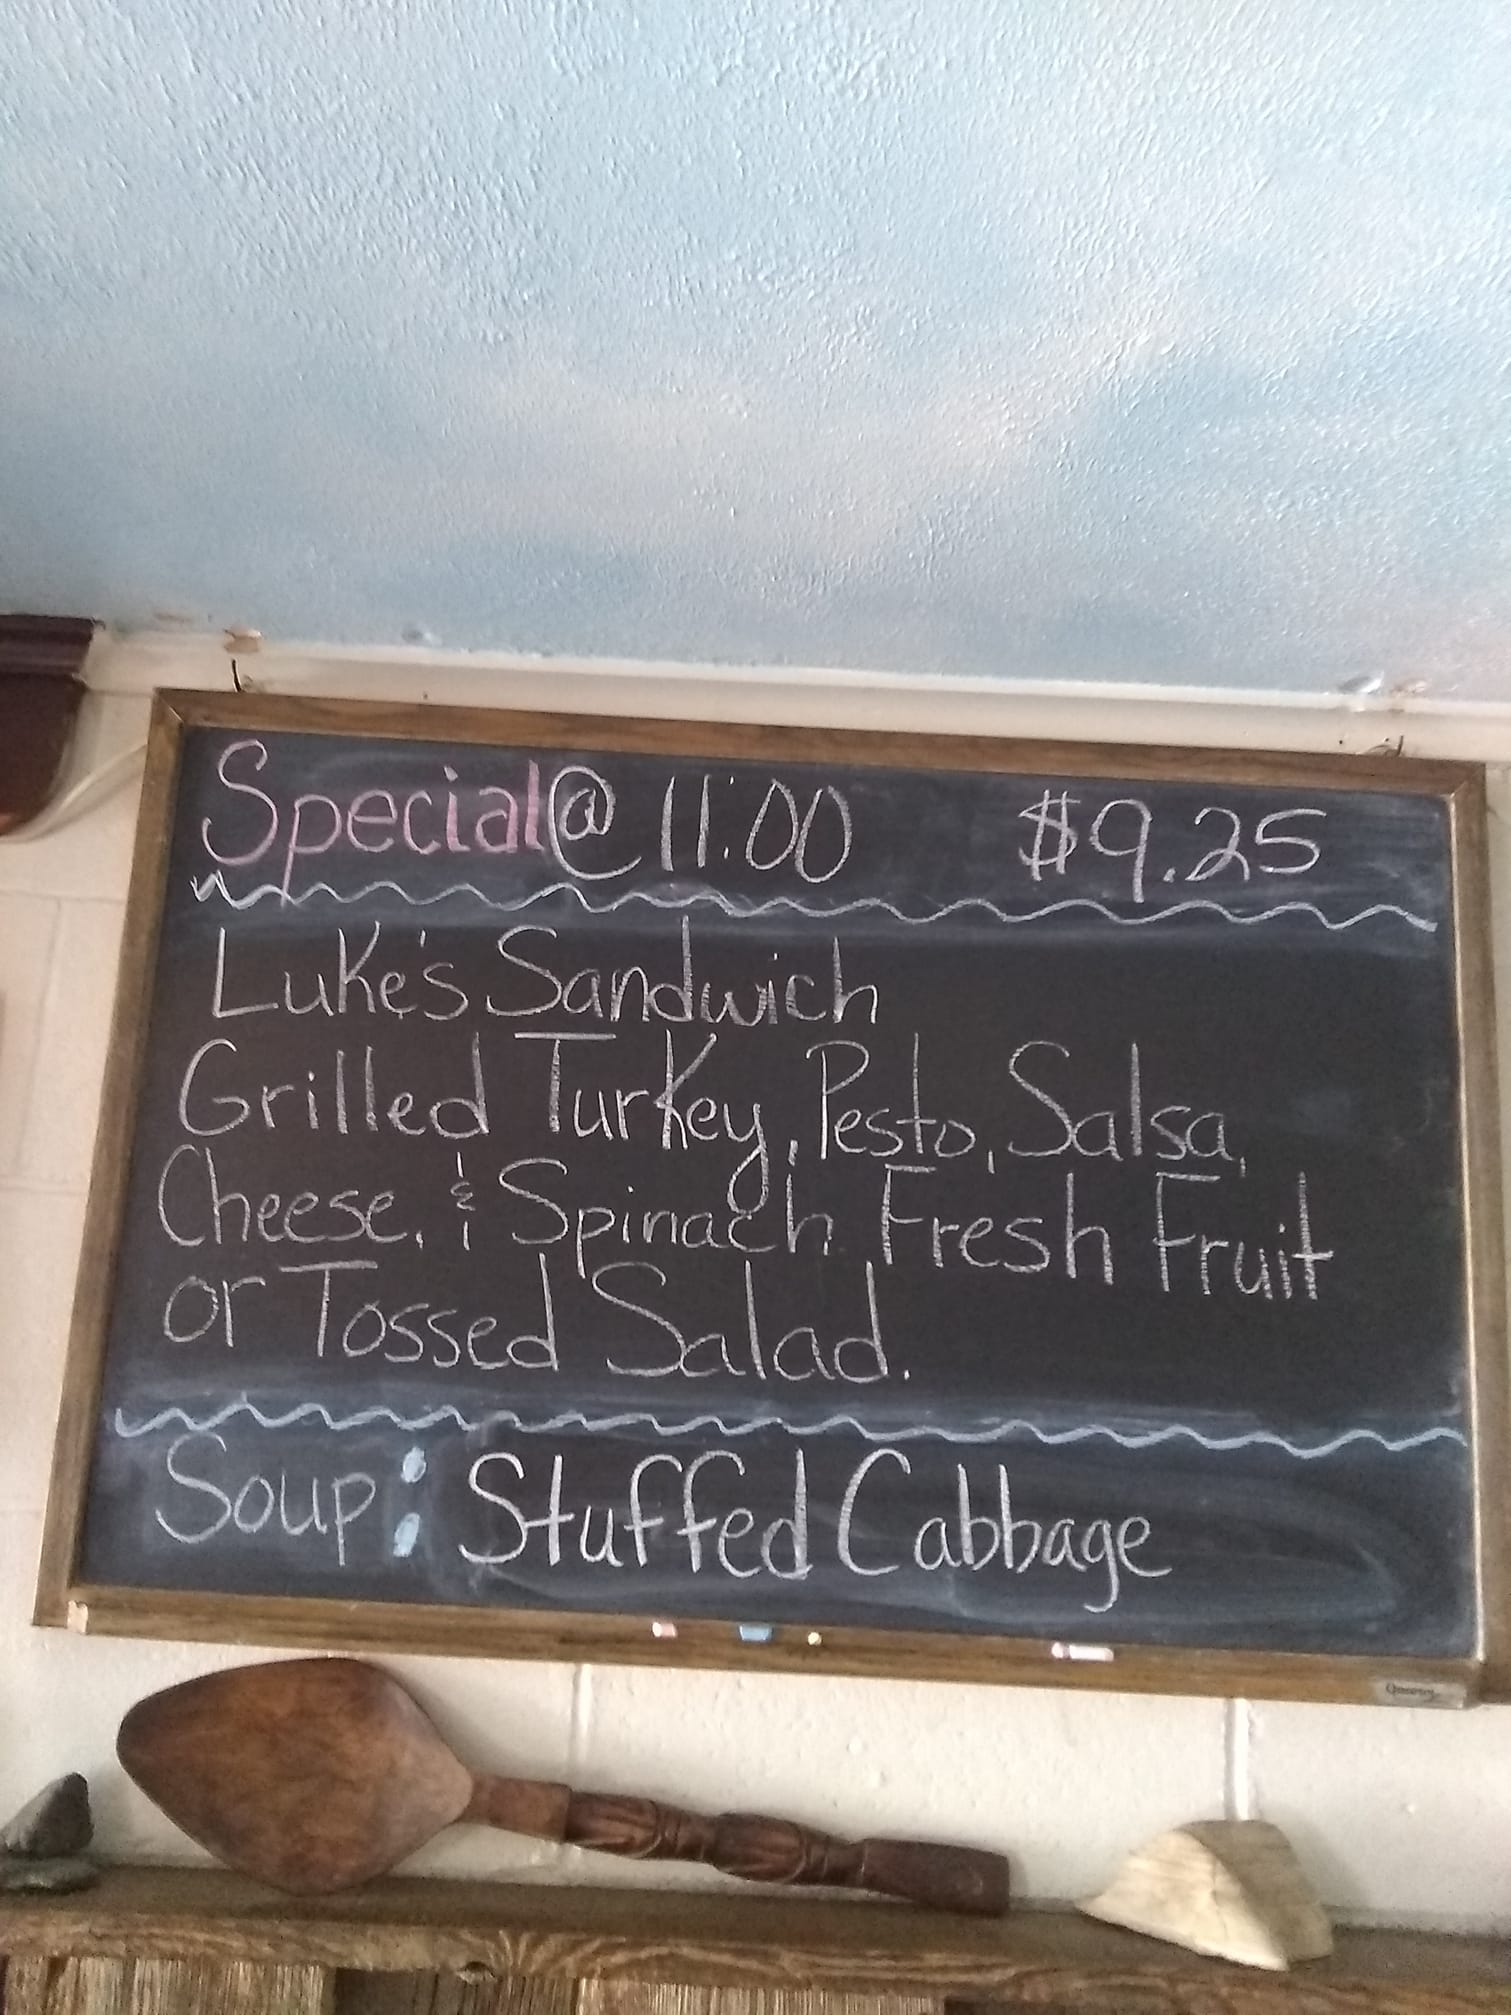 Special @ 11:00 $9.25
Luke's Sandwich
Grilled Turkey, Pesto, Salsa,
Cheese, & Spinach Fresh Fruit
or Tossed Salad.
Soup: Stuffed Cabbage